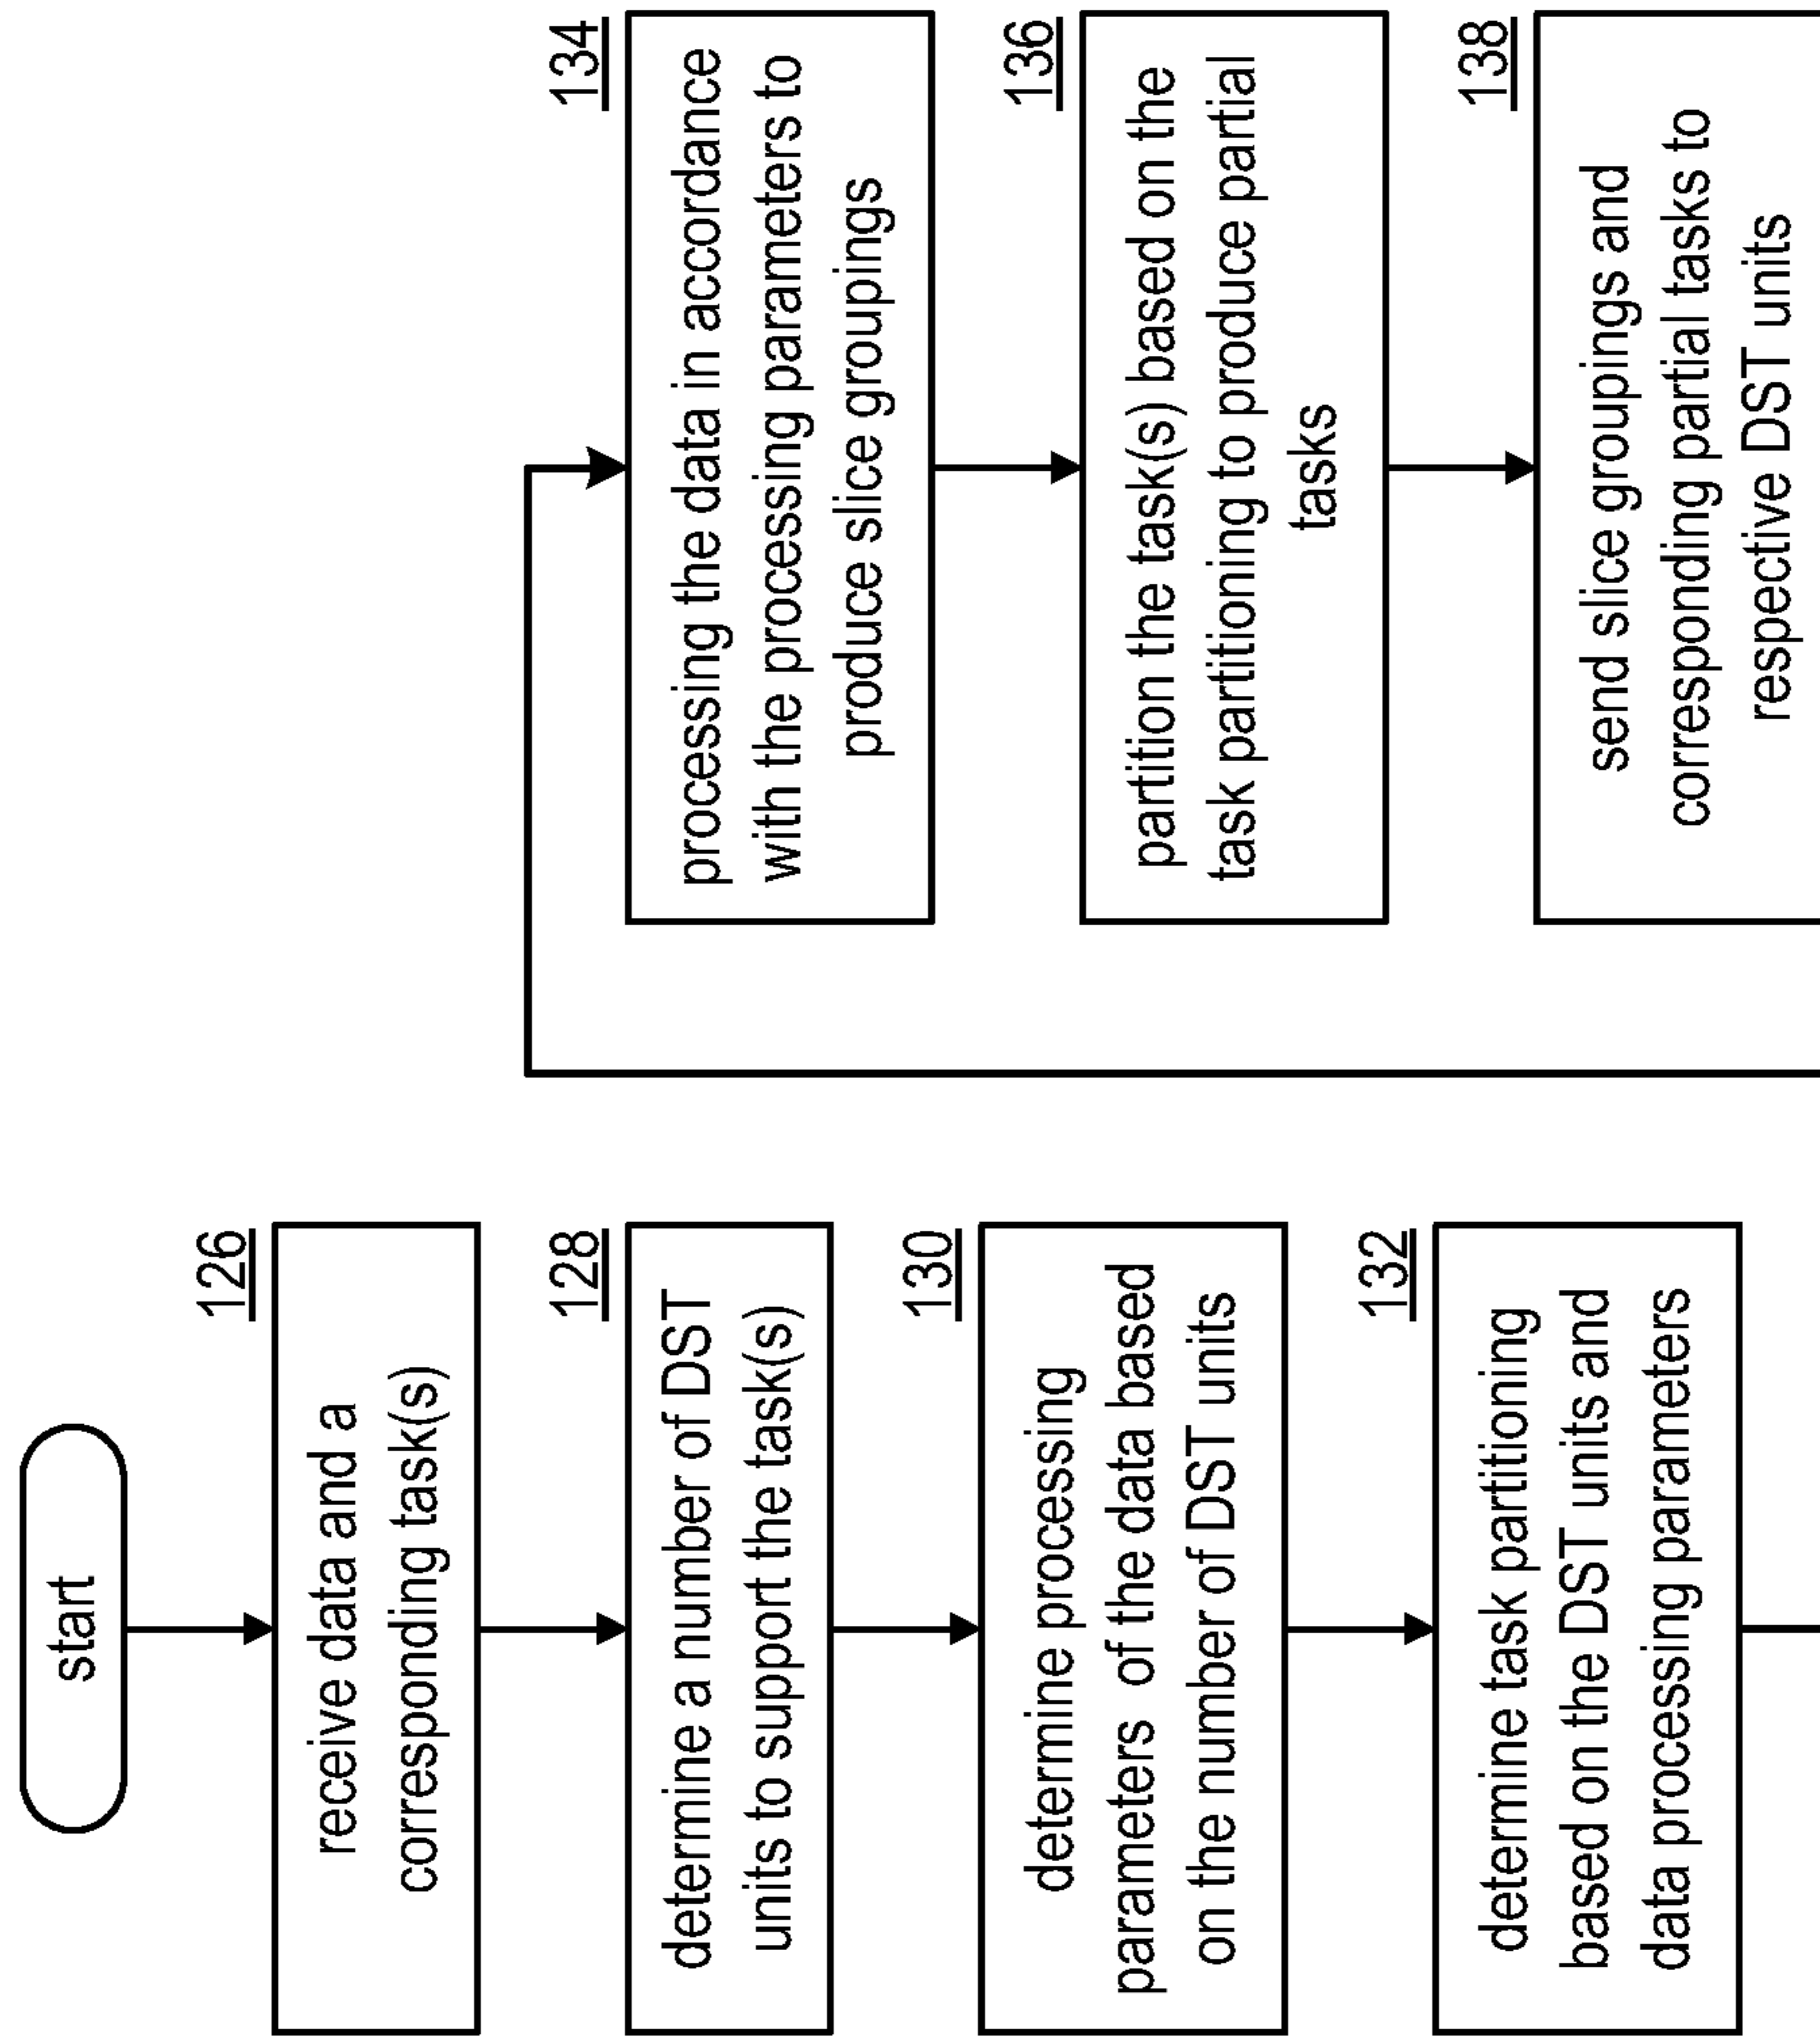 start
126
receive data and a
corresponding task(s)
128
determine a number of DST
units to support the task(s)
130
determine processing
parameters of the data based
on the number of DST units
132
determine task partitioning
based on the DST units and
data processing parameters
134
processing the data in accordance
with the processing parameters to
produce slice groupings
136
partition the task(s) based on the
task partitioning to produce partial
tasks
138
send slice groupings and
corresponding partial tasks to
respective DST units